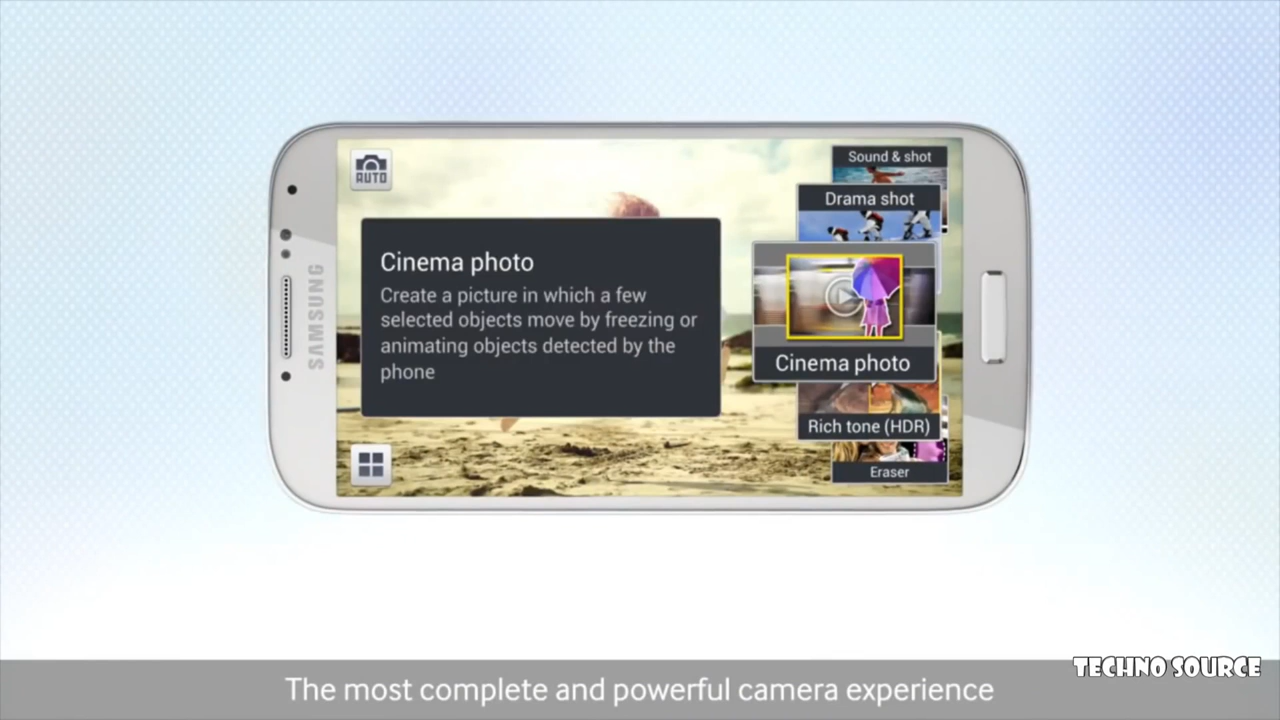 AUTO
SAMSUNG
Cinema photo
Create a picture in which a few
selected objects move by freezing or
animating objects detected by the
phone
Sound & shot
Drama shot
Cinema photo
Rich tone (HDR)
Eraser
TECHNO SOURCE
The most complete and powerful camera experience